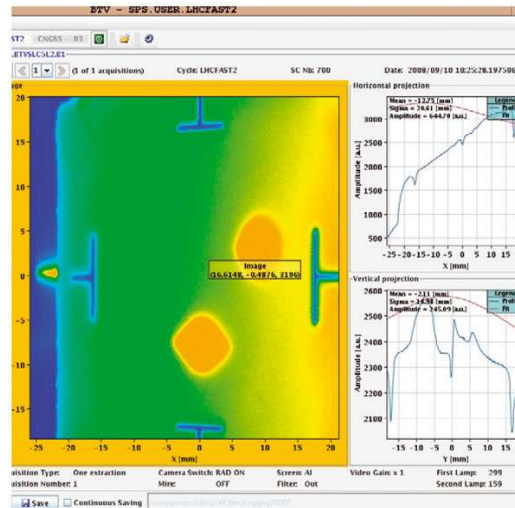 BTV - SPS.USER.LHCFAST2
ST2 CNGS5 - 03
.BTVSLC5L2.B1
1 (1 of 1 acquisitions) Cycle: LHCFAST2 SC Nb: 700 Date: 2008/09/10 10:25:28.197506
age
20
15
10
5
0
-5
-10
-15
-25 -20 -15 -10 -5 0 5 10 15 20
X [mm]
Image
(16.6148, -0.4876, 3196)
Horizontal projection
Mean = -12.75 [mm]
Sigma = 20.61 [mm]
Amplitude = 644.70 [a.u.]
Legend
Fit
Amplitude [a.u.]
3000
2500
2000
1500
1000
500
-25 -20 -15 -10 -5 0 5 10 15
X [mm]
Vertical projection
Mean = -2.11 [mm]
Sigma = 16.98 [mm]
Amplitude = 245.09 [a.u.]
Legend
Fit
Amplitude [a.u.]
2600
2500
2400
2300
2200
2100
-15 -10 -5 0 5 10 15
Y [mm]
uisition Type: One extraction Camera Switch: RAD ON Screen: Al Video Gain: x 1 First Lamp: 299
uisition Number: 1 Mire: OFF Filter: Out Second Lamp: 159
Save Continuous Saving